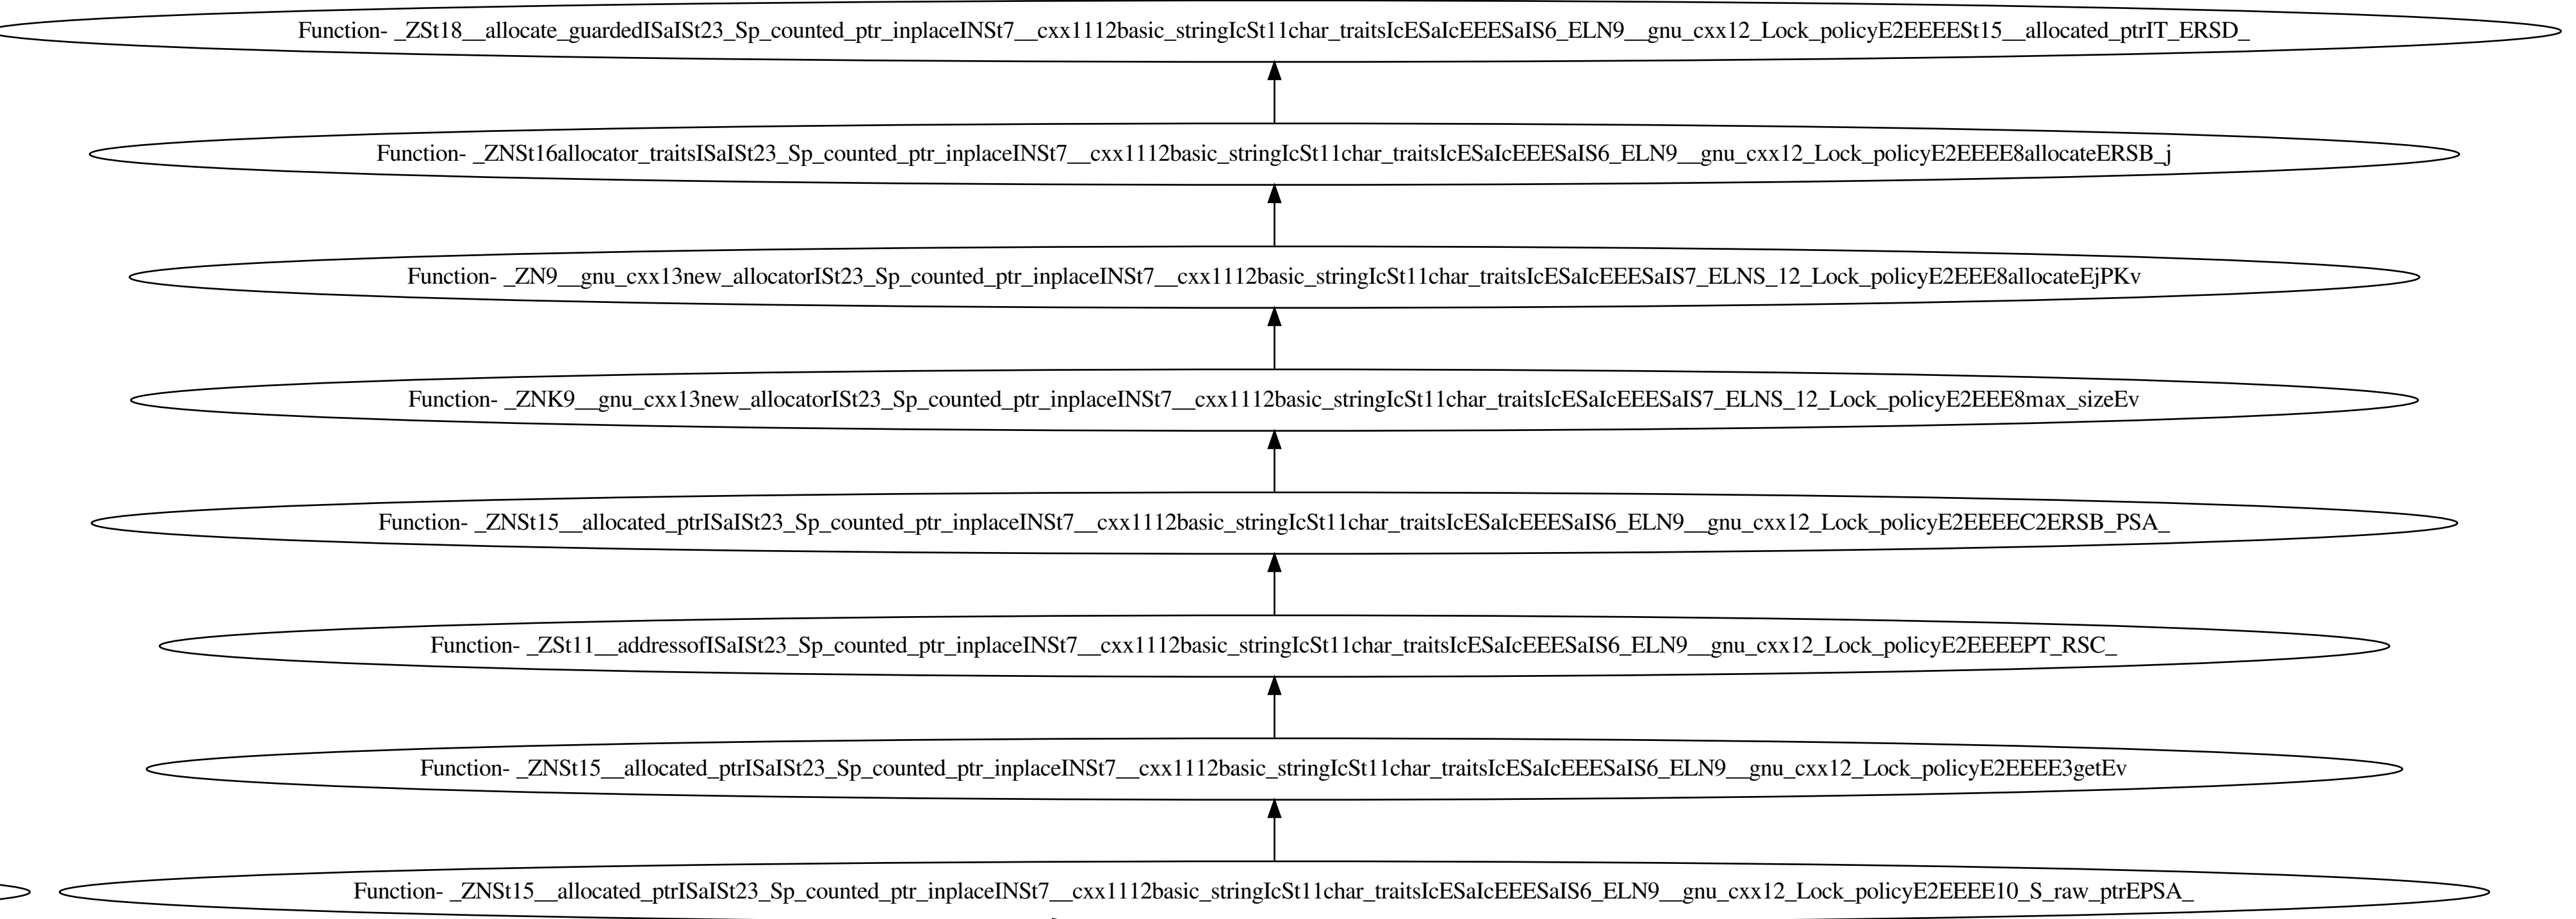 Function- _ZSt18__allocate_guardedISaISt23_Sp_counted_ptr_inplaceINSt7__cxx1112basic_stringIcSt11char_traitsIcESaIcEEESaIS6_ELN9__gnu_cxx12_Lock_policyE2EEEESt15__allocated_ptrIT_ERSD_
Function- _ZNSt16allocator_traitsISaISt23_Sp_counted_ptr_inplaceINSt7__cxx1112basic_stringIcSt11char_traitsIcESaIcEEESaIS6_ELN9__gnu_cxx12_Lock_policyE2EEEE8allocateERSB_j
Function- _ZN9__gnu_cxx13new_allocatorISt23_Sp_counted_ptr_inplaceINSt7__cxx1112basic_stringIcSt11char_traitsIcESaIcEEESaIS7_ELNS_12_Lock_policyE2EEE8allocateEjPKv
Function- _ZNK9__gnu_cxx13new_allocatorISt23_Sp_counted_ptr_inplaceINSt7__cxx1112basic_stringIcSt11char_traitsIcESaIcEEESaIS7_ELNS_12_Lock_policyE2EEE8max_sizeEv
Function- _ZNSt15__allocated_ptrISaISt23_Sp_counted_ptr_inplaceINSt7__cxx1112basic_stringIcSt11char_traitsIcESaIcEEESaIS6_ELN9__gnu_cxx12_Lock_policyE2EEEEC2ERSB_PSA_
Function- _ZSt11__addressofISaISt23_Sp_counted_ptr_inplaceINSt7__cxx1112basic_stringIcSt11char_traitsIcESaIcEEESaIS6_ELN9__gnu_cxx12_Lock_policyE2EEEEPT_RSC_
Function- _ZNSt15__allocated_ptrISaISt23_Sp_counted_ptr_inplaceINSt7__cxx1112basic_stringIcSt11char_traitsIcESaIcEEESaIS6_ELN9__gnu_cxx12_Lock_policyE2EEEE3getEv
Function- _ZNSt15__allocated_ptrISaISt23_Sp_counted_ptr_inplaceINSt7__cxx1112basic_stringIcSt11char_traitsIcESaIcEEESaIS6_ELN9__gnu_cxx12_Lock_policyE2EEEE10_S_raw_ptrEPSA_